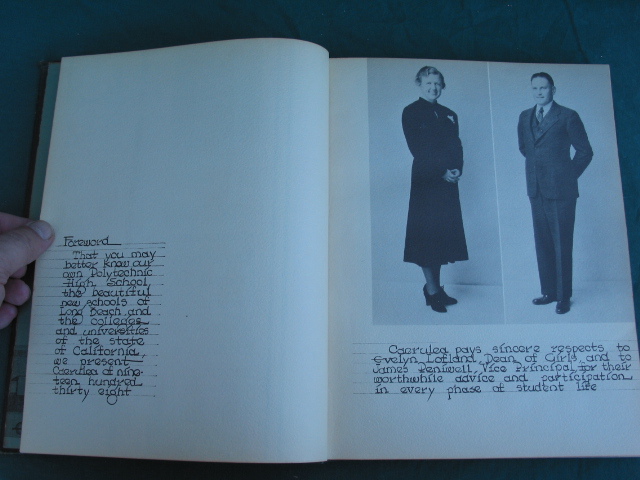 Foreword
That you may
better know our
own Polytechnic
High School
the beautiful
new schools of
Long Beach and
the colleges
and universities
of the state
of California,
we present
Caerulea of nine-
teen hundred
thirty eight
Caerulea pays sincere respects to
Evelyn Lofland, Dean of Girls, and to
James Peniwell, Vice Principal, for their
worthwhile advice and participation
in every phase of student life